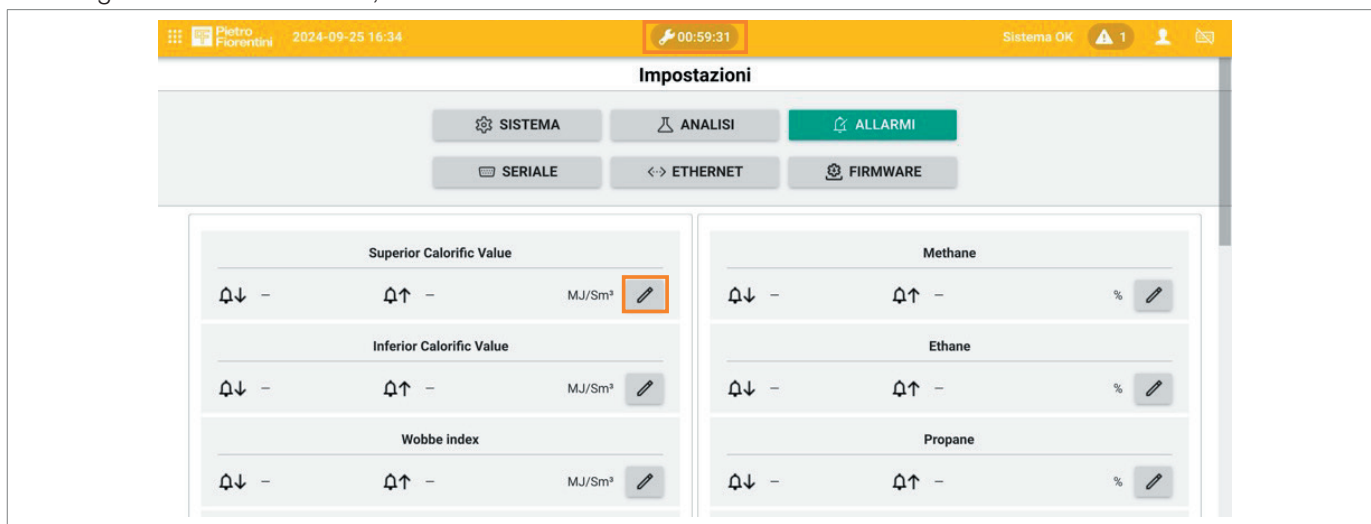 Pietro Fiorentini 2024-09-25 16:34 00:59:31 Sistema OK 1
Impostazioni
SISTEMA ANALISI ALLARMI
SERIALE ETHERNET FIRMWARE
Superior Calorific Value
– – MJ/Sm³
Inferior Calorific Value
– – MJ/Sm³
Wobbe index
– – MJ/Sm³
Methane
– – %
Ethane
– – %
Propane
– – %